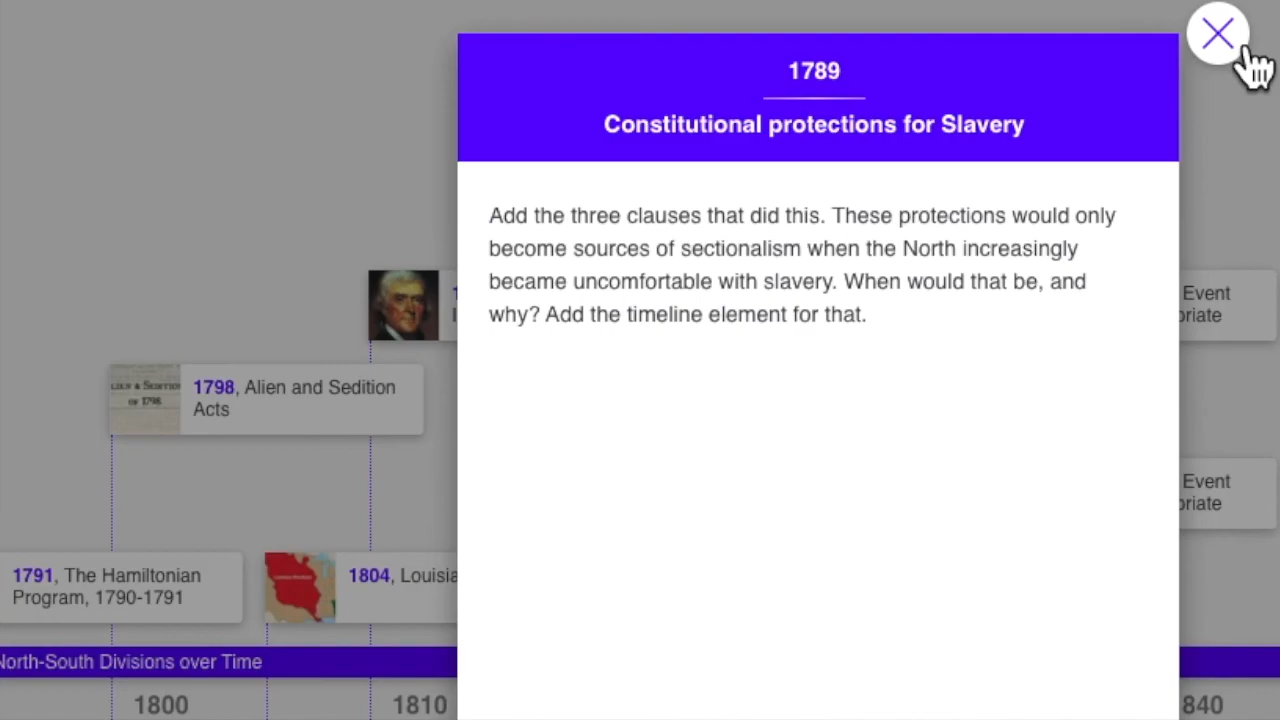 1789
Constitutional protections for Slavery
Add the three clauses that did this. These protections would only
become sources of sectionalism when the North increasingly
became uncomfortable with slavery. When would that be, and
why? Add the timeline element for that.
Event
1798, Alien and Sedition
Acts
OF 1798
Event
1791, The Hamiltonian
Program, 1790-1791
1804
North-South Divisions over Time
1800
1810
840